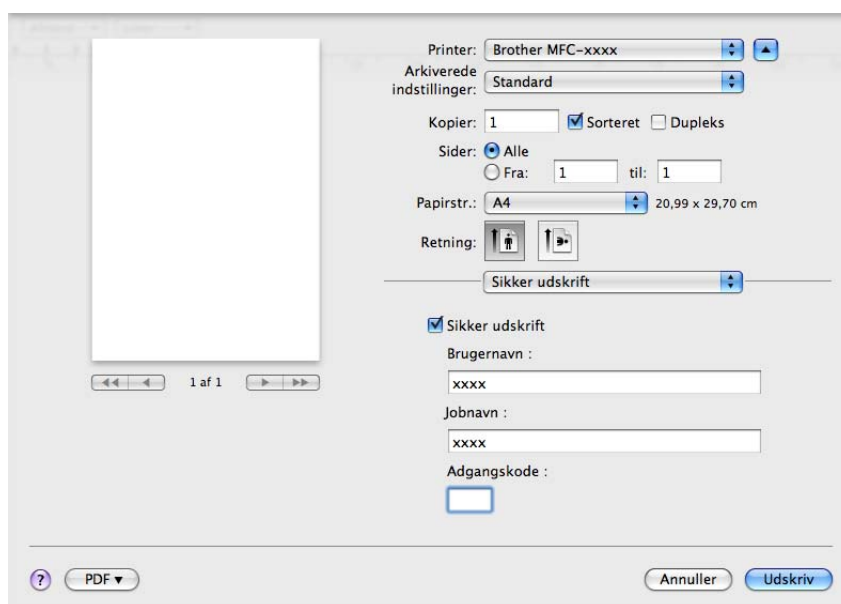 Printer: Brother MFC-xxxx
Arkiverede
indstillinger: Standard
Kopier: 1 Sorteret Dupleks
Sider: Alle
Fra: 1 til: 1
Papirstr.: A4 20,99 x 29,70 cm
Retning:
Sikker udskrift
Sikker udskrift
Brugernavn :
xxxx
1 af 1
Jobnavn :
xxxx
Adgangskode :
? PDF Annuller Udskriv